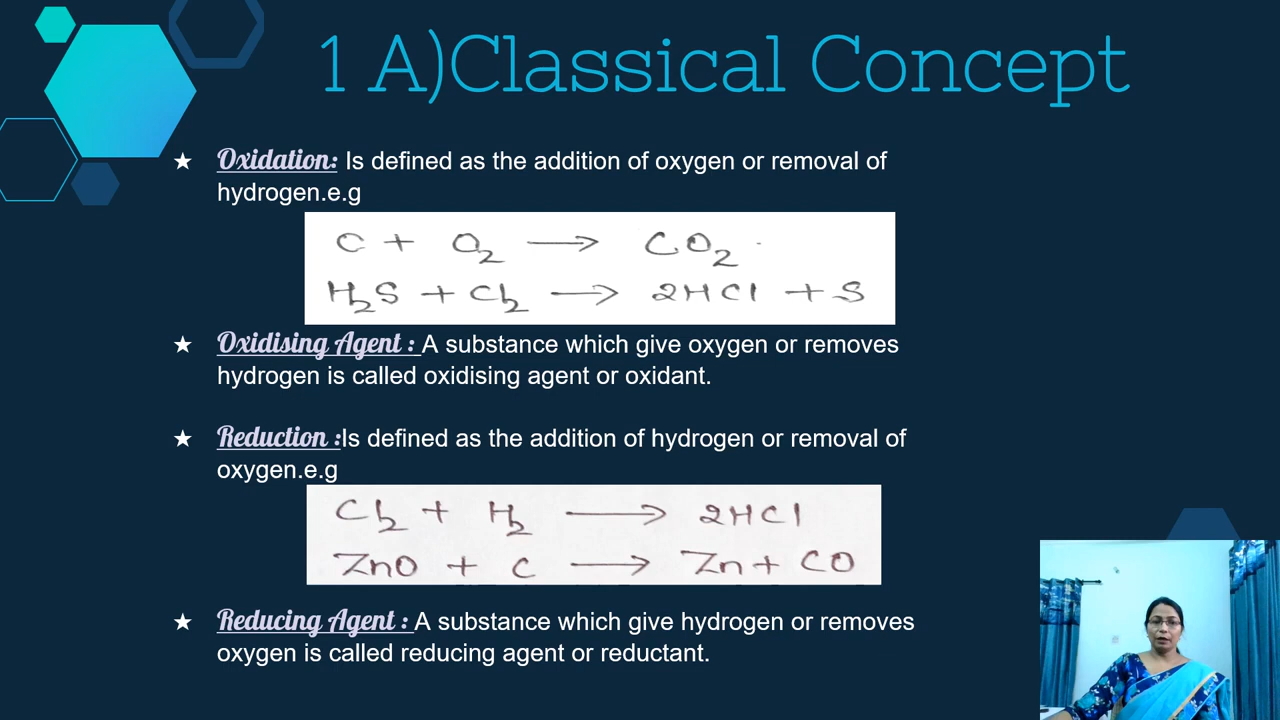 1 A)Classical Concept
★ Oxidation: Is defined as the addition of oxygen or removal of
hydrogen.e.g
C + O₂ ⟶ CO₂
H₂S + Cl₂ ⟶ 2HCl + S
★ Oxidising Agent : A substance which give oxygen or removes
hydrogen is called oxidising agent or oxidant.
★ Reduction :Is defined as the addition of hydrogen or removal of
oxygen.e.g
Cl₂ + H₂ ⟶ 2HCl
ZnO + C ⟶ Zn + CO
★ Reducing Agent : A substance which give hydrogen or removes
oxygen is called reducing agent or reductant.